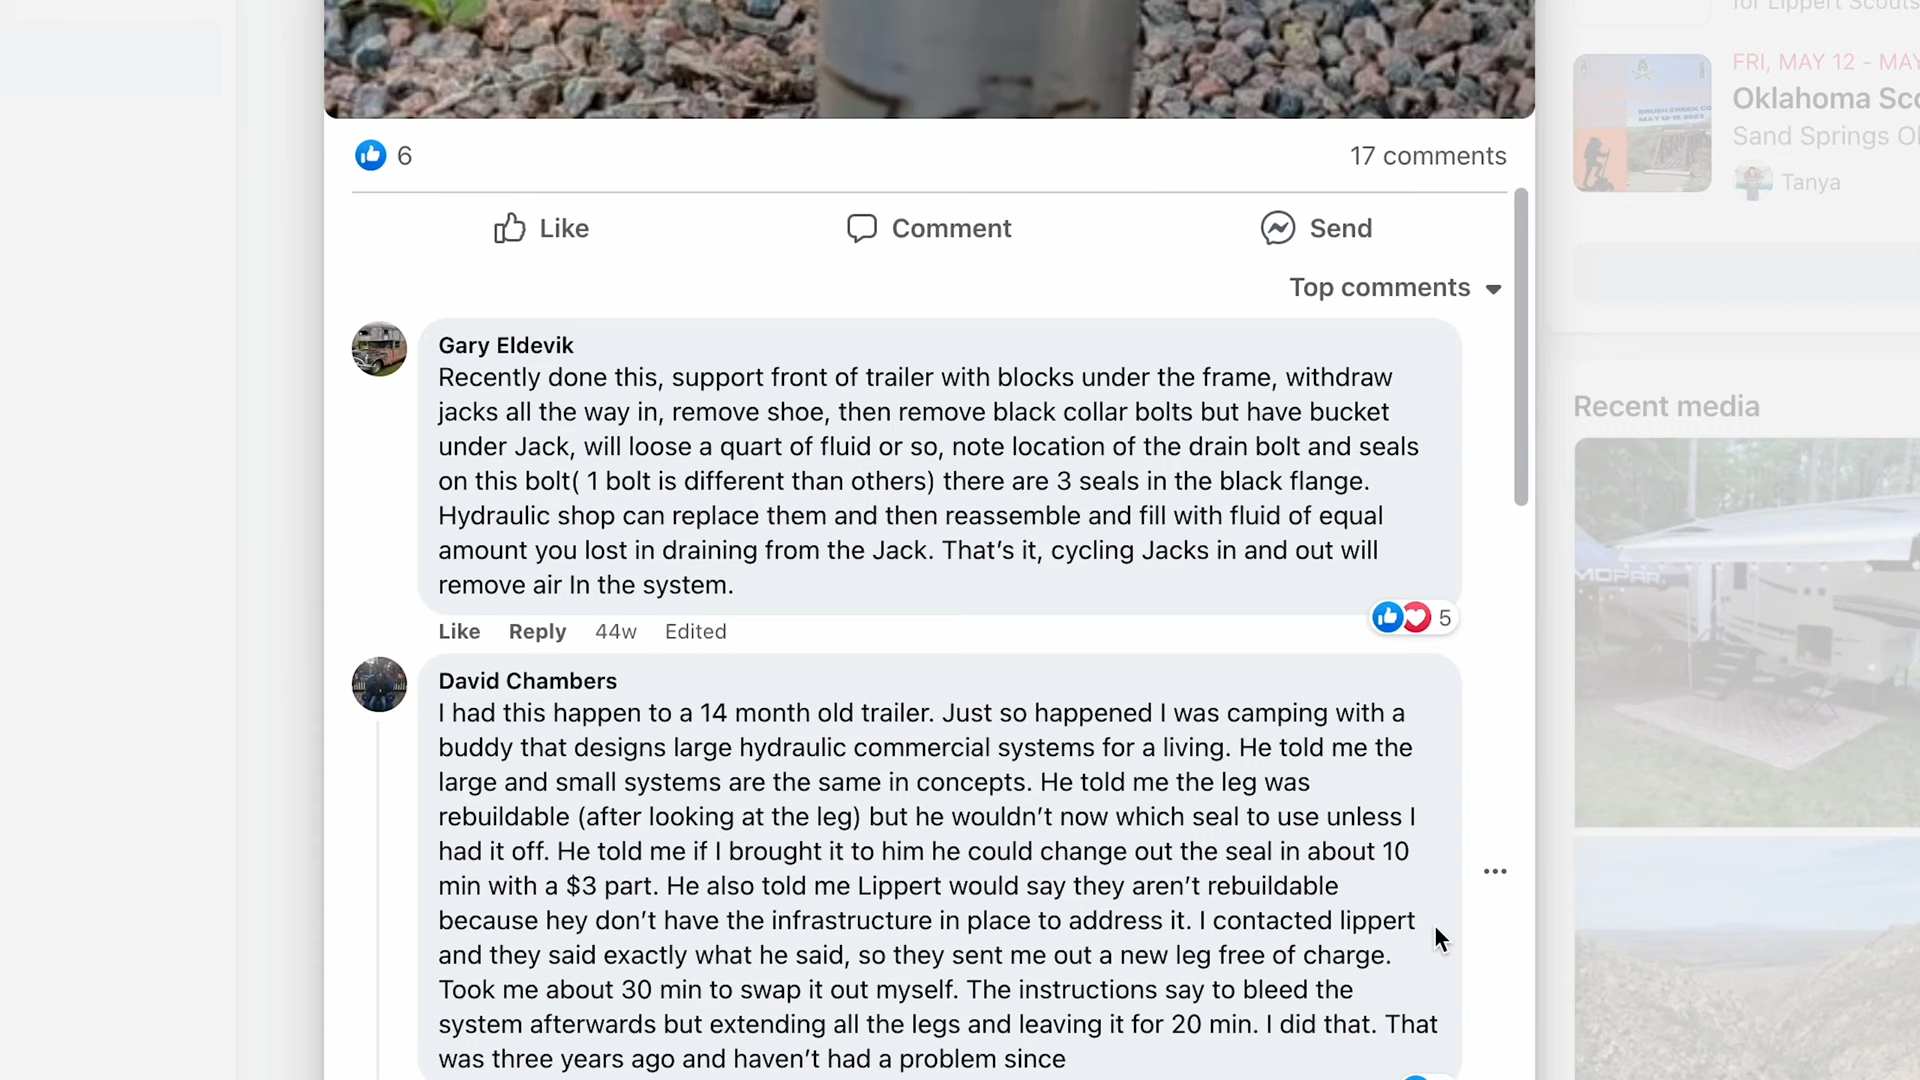 for Lippert Scouts
FRI, MAY 12 - MAY
Oklahoma Sco
Sand Springs
Tanya
6
17 comments
Like
Comment
Send
Top comments
Gary Eldevik
Recently done this, support front of trailer with blocks under the frame, withdraw
jacks all the way in, remove shoe, then remove black collar bolts but have bucket
under Jack, will loose a quart of fluid or so, note location of the drain bolt and seals
on this bolt( 1 bolt is different than others) there are 3 seals in the black flange.
Hydraulic shop can replace them and then reassemble and fill with fluid of equal
amount you lost in draining from the Jack. That’s it, cycling Jacks in and out will
remove air In the system.
5
Like Reply 44w Edited
David Chambers
I had this happen to a 14 month old trailer. Just so happened I was camping with a
buddy that designs large hydraulic commercial systems for a living. He told me the
large and small systems are the same in concepts. He told me the leg was
rebuildable (after looking at the leg) but he wouldn’t now which seal to use unless I
had it off. He told me if I brought it to him he could change out the seal in about 10
min with a $3 part. He also told me Lippert would say they aren’t rebuildable
because hey don’t have the infrastructure in place to address it. I contacted lippert
and they said exactly what he said, so they sent me out a new leg free of charge.
Took me about 30 min to swap it out myself. The instructions say to bleed the
system afterwards but extending all the legs and leaving it for 20 min. I did that. That
was three years ago and haven’t had a problem since
Recent media
MOPAR